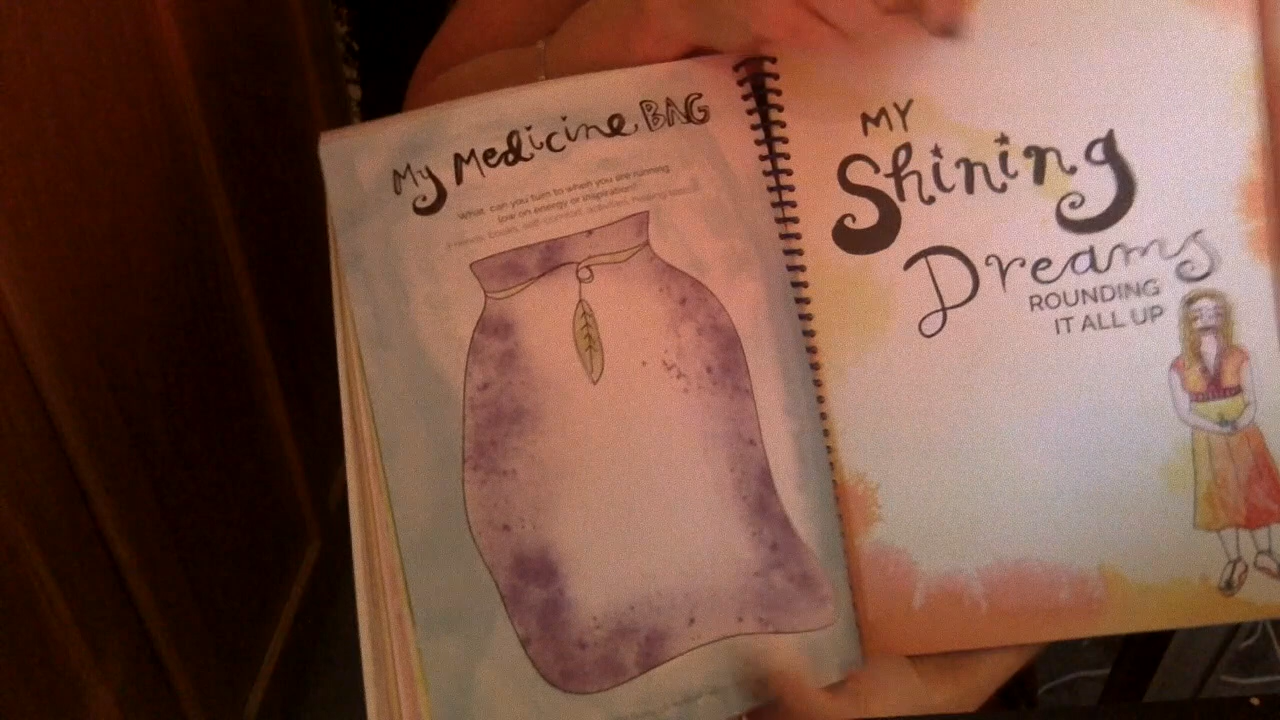 My Medicine BAG
What can you turn to when you are running
low on energy or inspiration?
MY
Shining
Dreams
ROUNDING
IT ALL UP